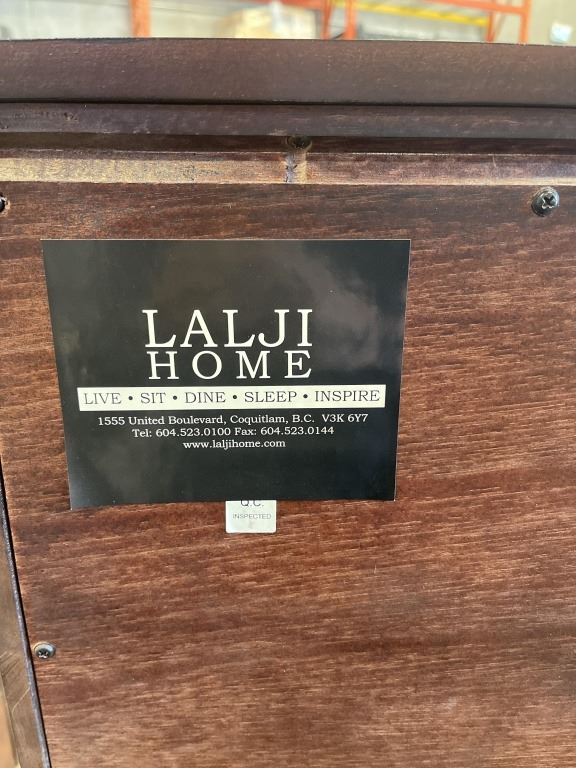 LALJI
HOME
LIVE • SIT • DINE • SLEEP • INSPIRE
1555 United Boulevard, Coquitlam, B.C. V3K 6Y7
Tel: 604.523.0100 Fax: 604.523.0144
www.laljihome.com
Q.C.
INSPECTED